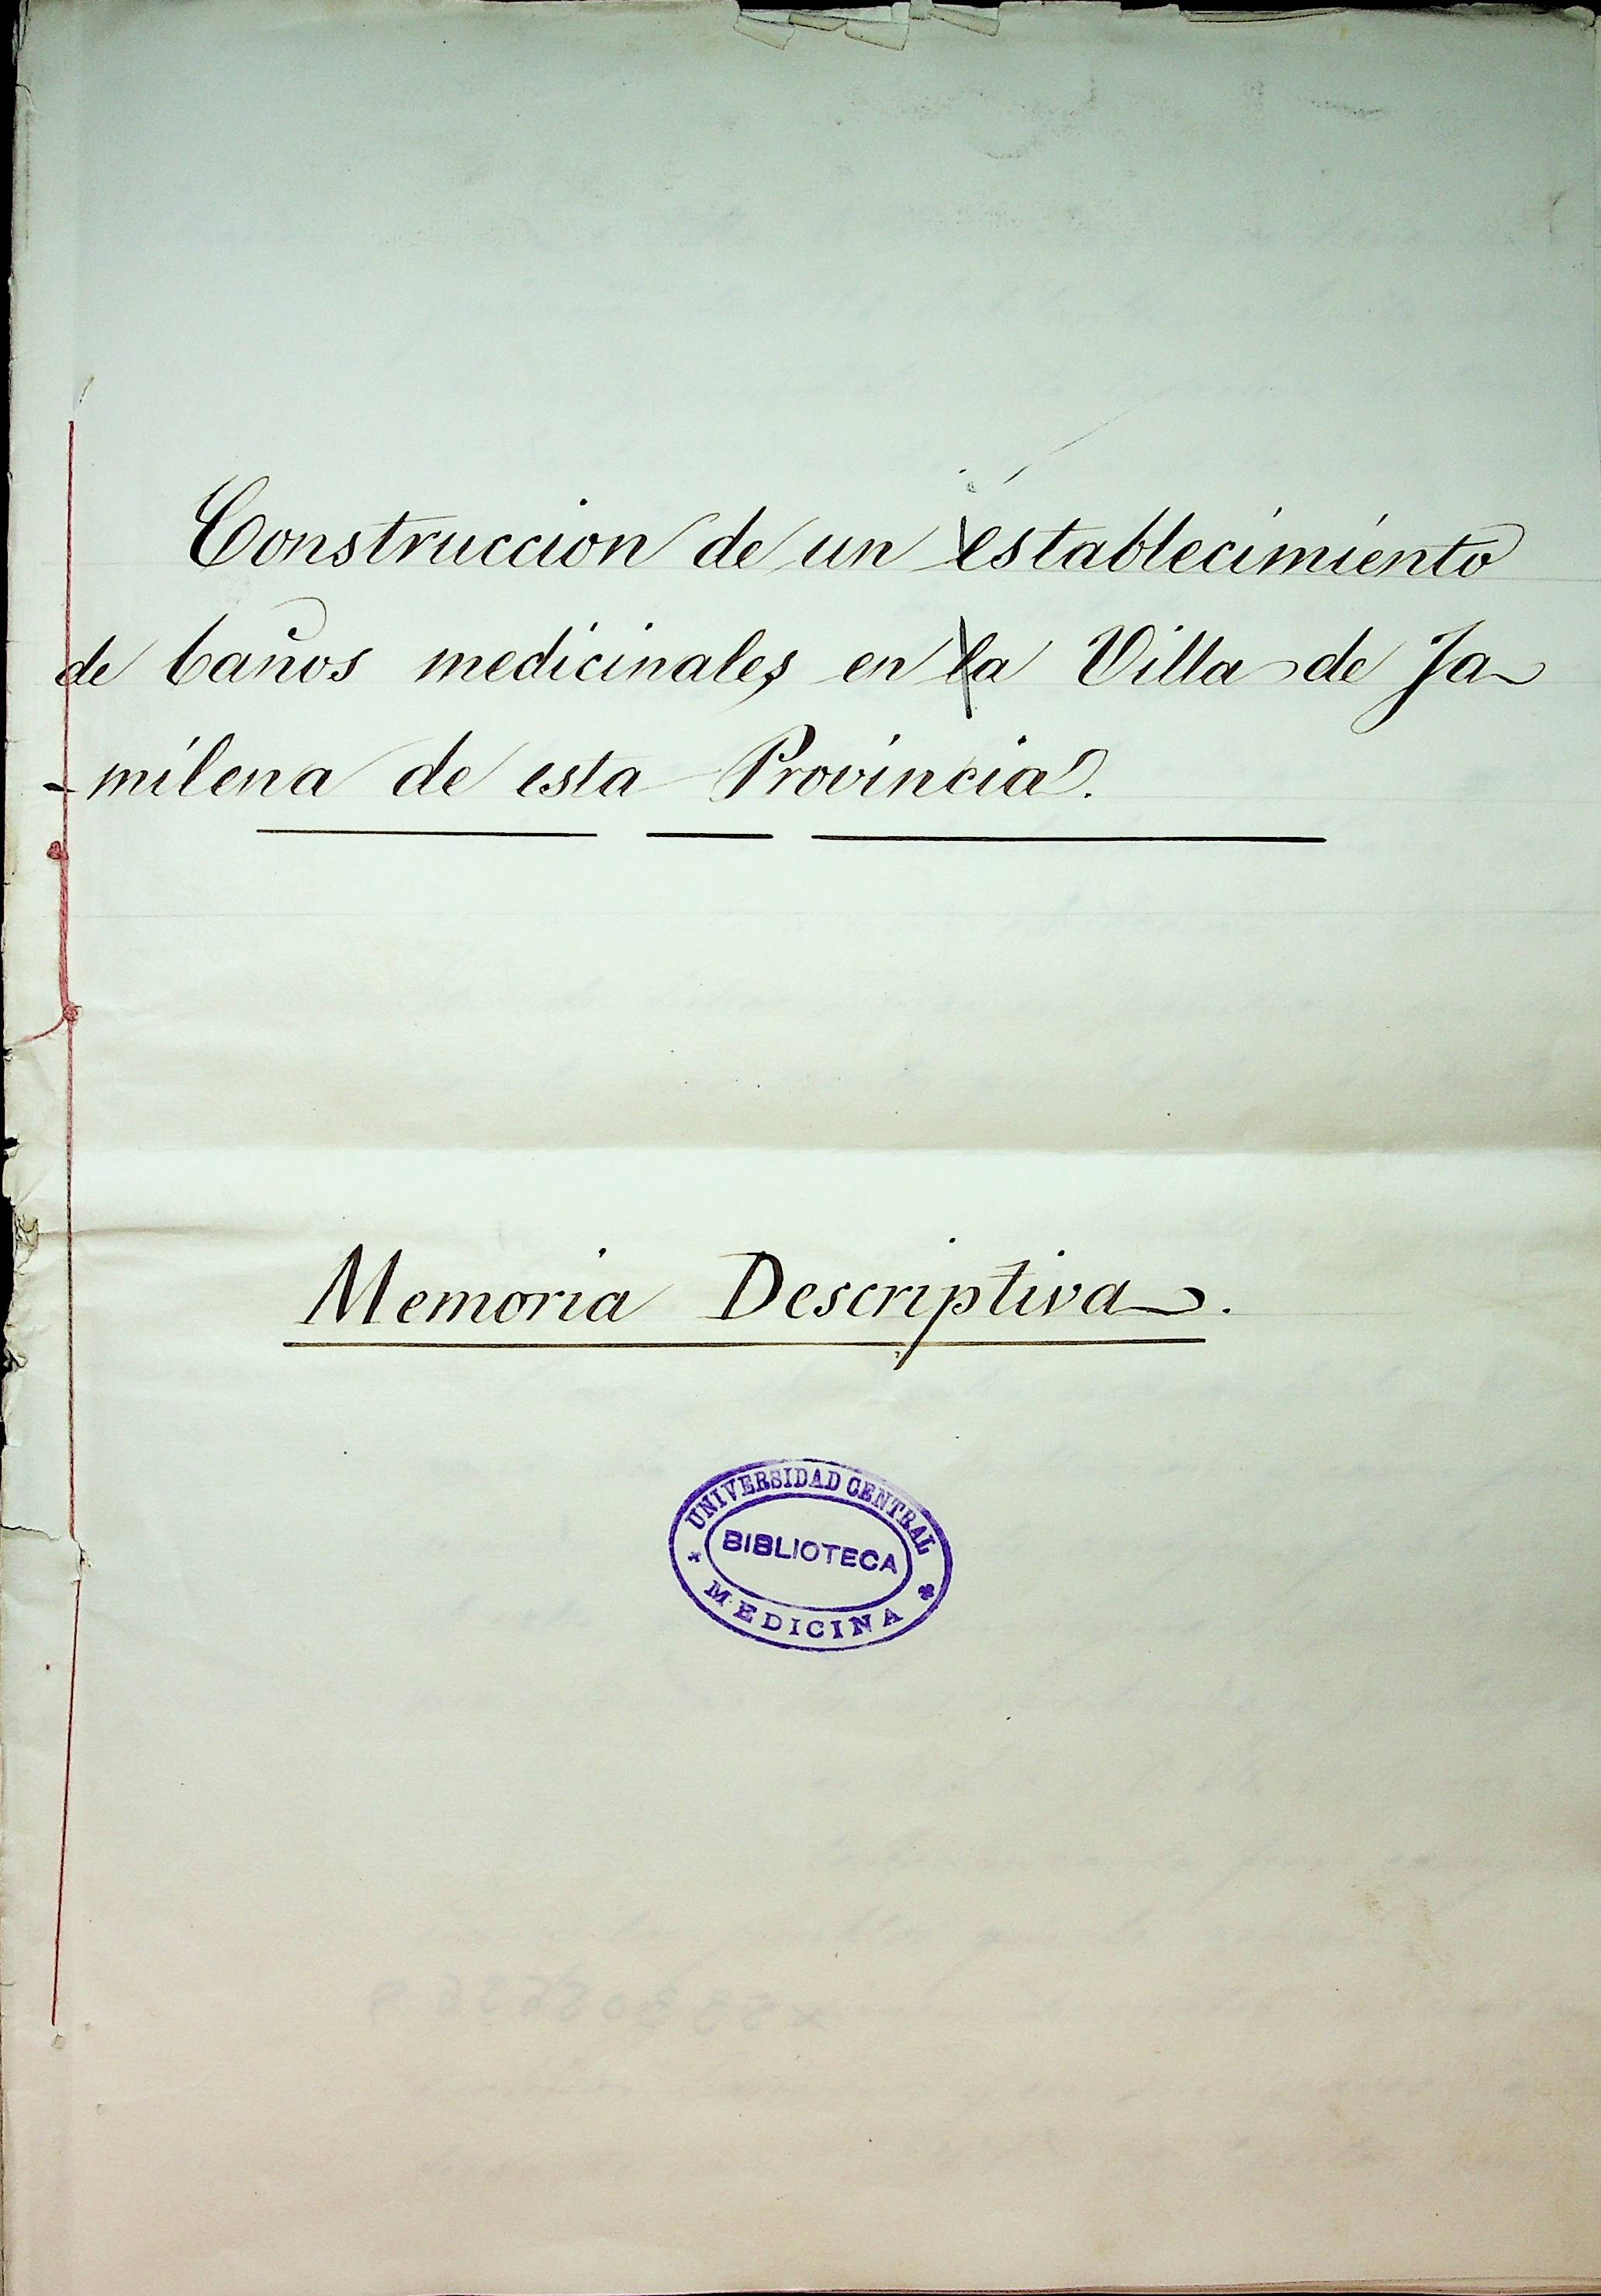 Construccion de un establecimiento
de baños medicinales en la Villa de Ja-
-milena de esta Provincia.
Memoria Descriptiva.
UNIVERSIDAD CENTRAL
BIBLIOTECA
MEDICINA